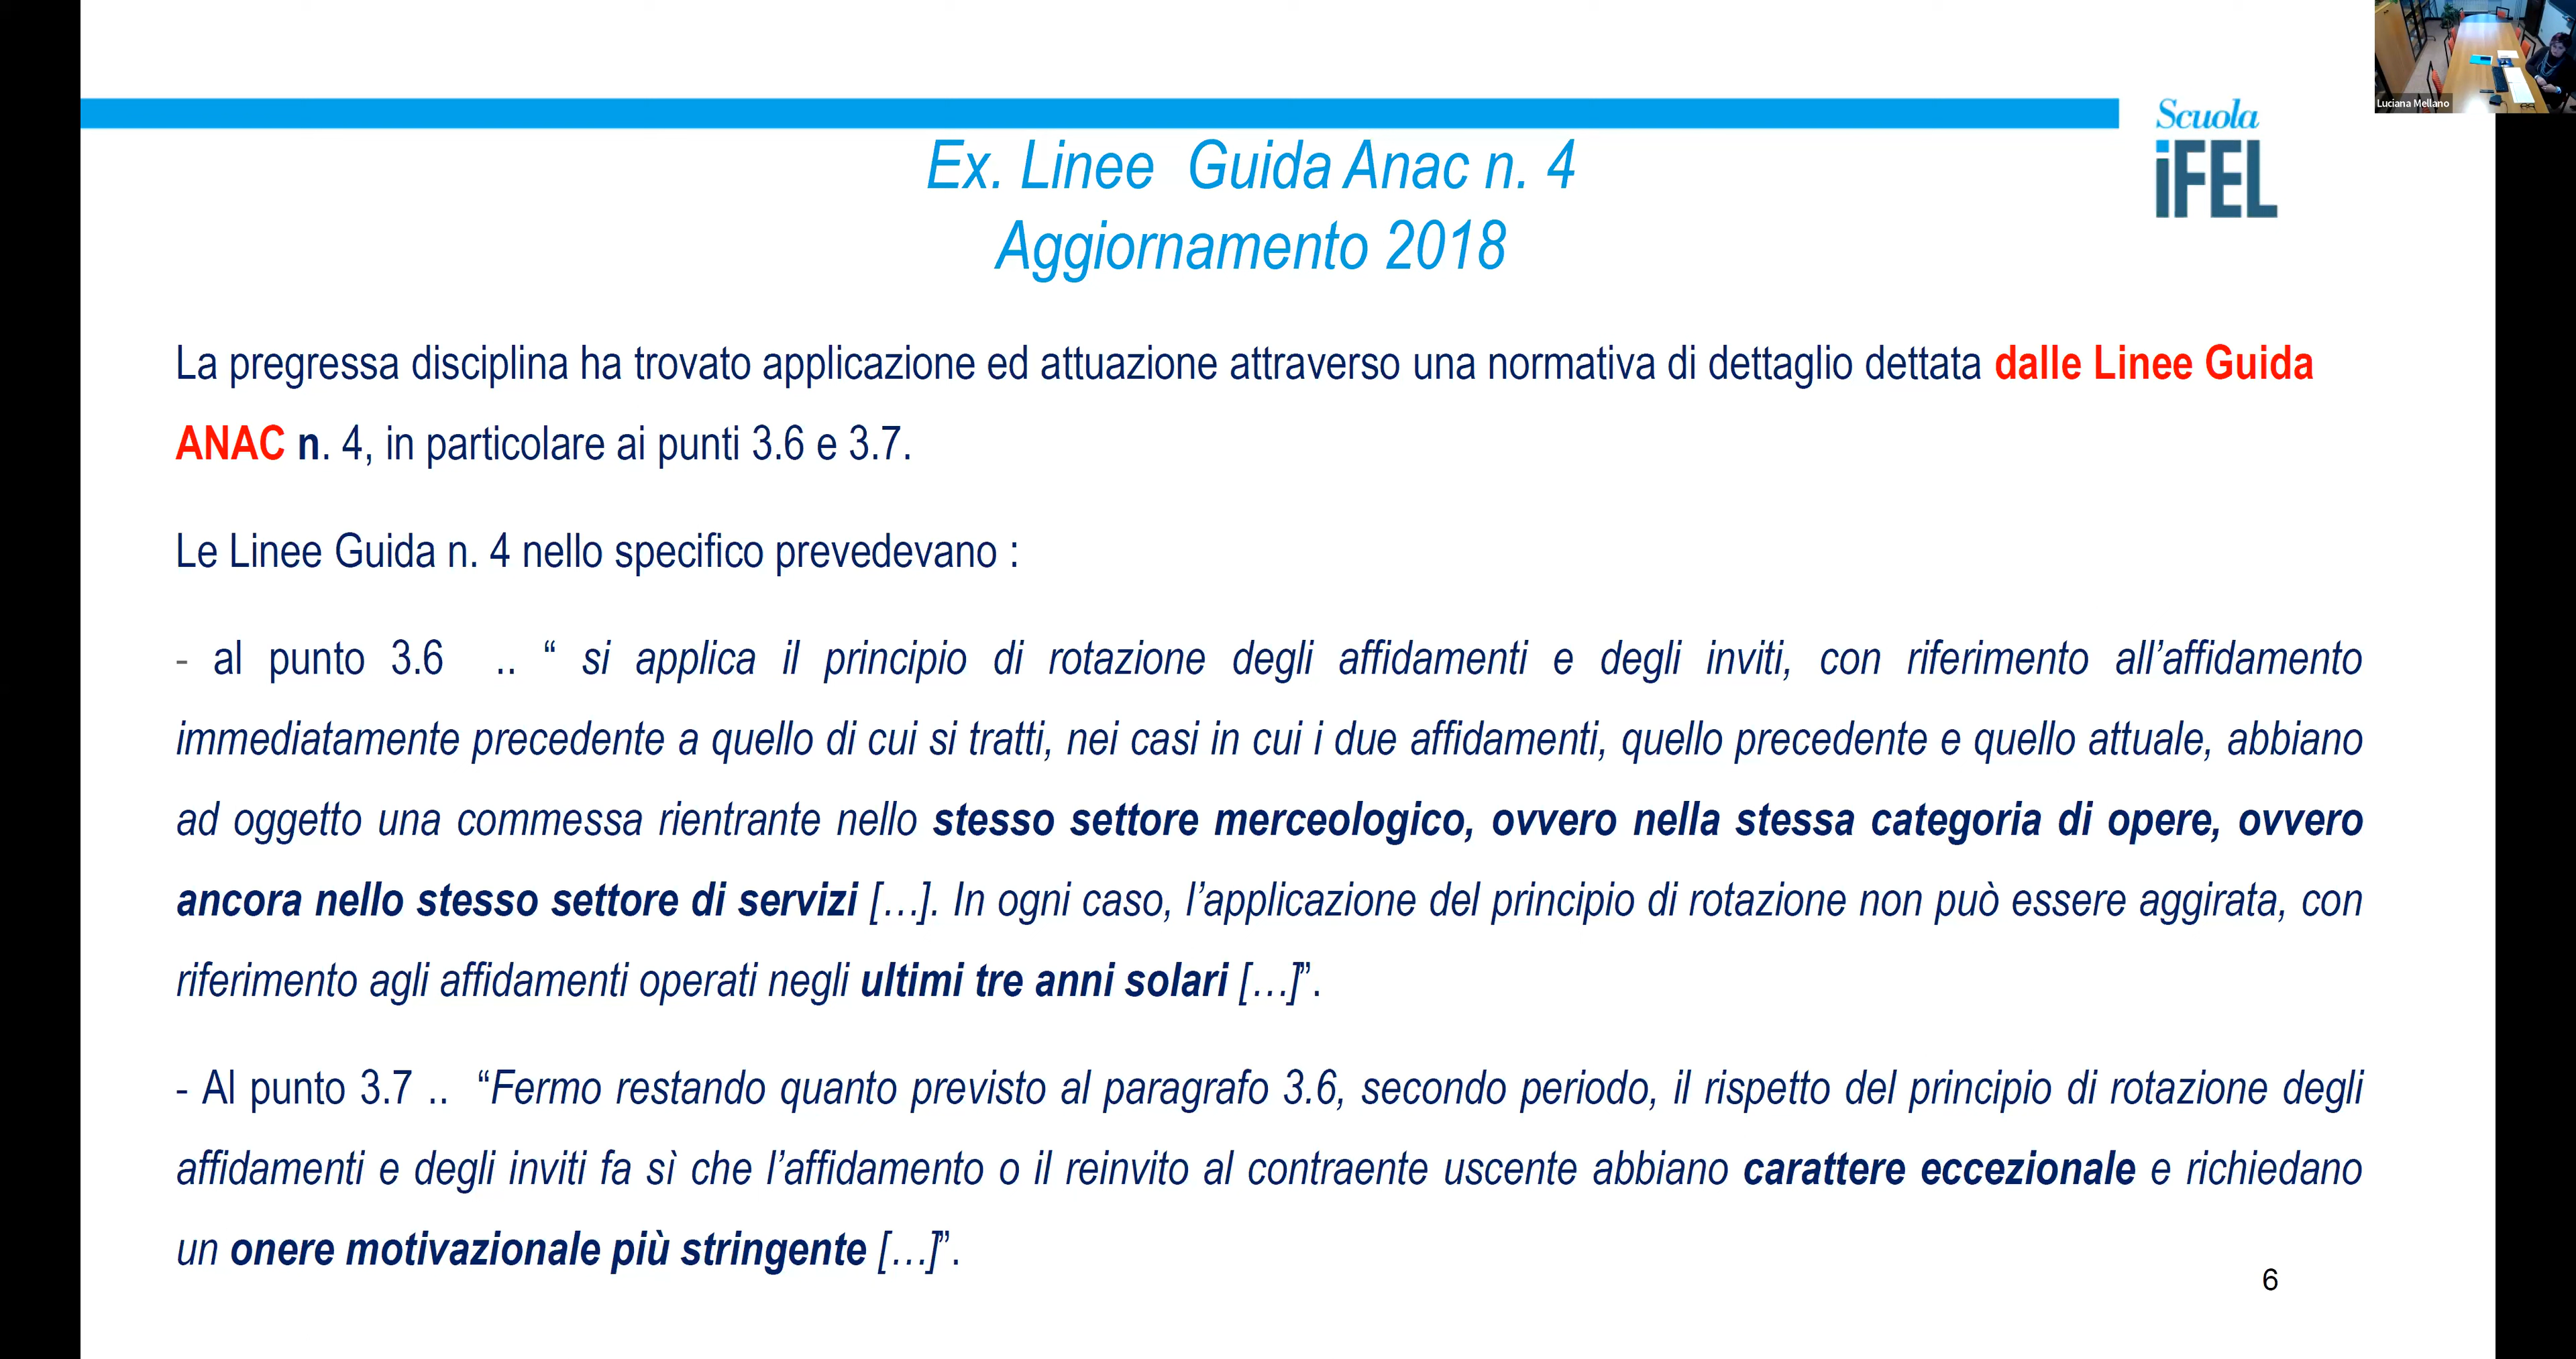 Luciana Mellano
Scuola
iFEL
Ex. Linee Guida Anac n. 4
Aggiornamento 2018
La pregressa disciplina ha trovato applicazione ed attuazione attraverso una normativa di dettaglio dettata dalle Linee Guida
ANAC n. 4, in particolare ai punti 3.6 e 3.7.
Le Linee Guida n. 4 nello specifico prevedevano :
- al punto 3.6 .. “ si applica il principio di rotazione degli affidamenti e degli inviti, con riferimento all’affidamento
immediatamente precedente a quello di cui si tratti, nei casi in cui i due affidamenti, quello precedente e quello attuale, abbiano
ad oggetto una commessa rientrante nello stesso settore merceologico, ovvero nella stessa categoria di opere, ovvero
ancora nello stesso settore di servizi […]. In ogni caso, l’applicazione del principio di rotazione non può essere aggirata, con
riferimento agli affidamenti operati negli ultimi tre anni solari […]”.
- Al punto 3.7 .. “Fermo restando quanto previsto al paragrafo 3.6, secondo periodo, il rispetto del principio di rotazione degli
affidamenti e degli inviti fa sì che l’affidamento o il reinvito al contraente uscente abbiano carattere eccezionale e richiedano
un onere motivazionale più stringente […]”.
6